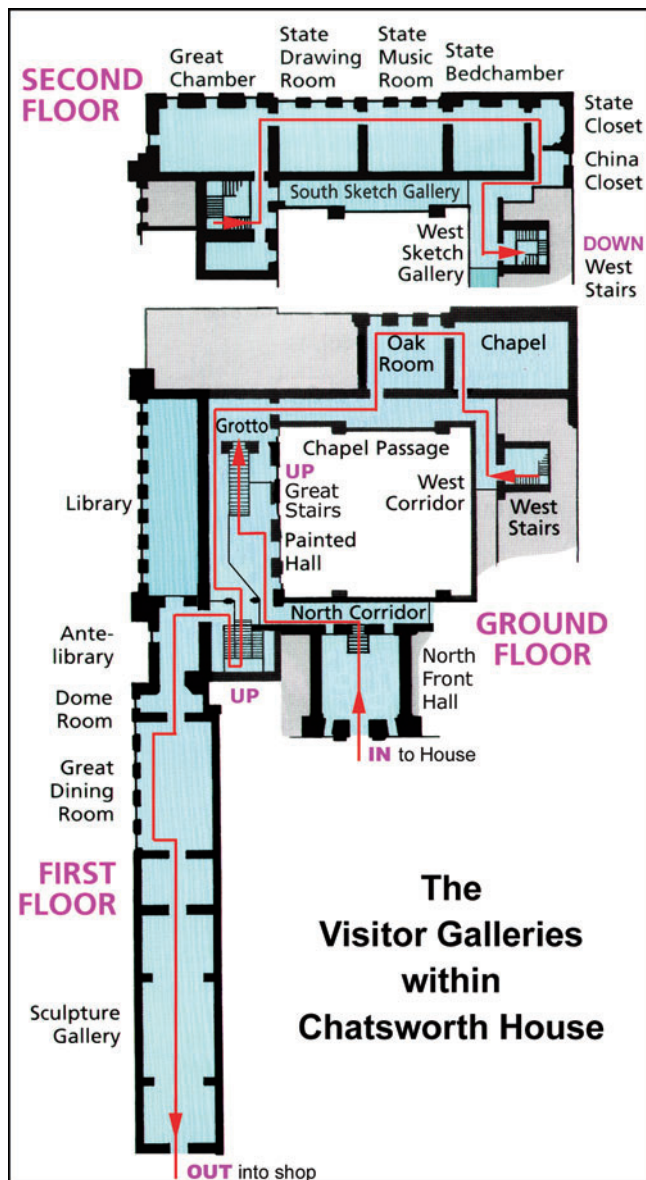 SECOND
FLOOR
Great
Chamber
State
Drawing
Room
State
Music
Room
State
Bedchamber
State
Closet
China
Closet
South Sketch Gallery
West
Sketch
Gallery
DOWN
West
Stairs
Oak
Room
Chapel
Grotto
Chapel Passage
UP
Great
Stairs
West
Corridor
West
Stairs
Library
Painted
Hall
North Corridor
GROUND
FLOOR
Ante-
library
UP
North
Front
Hall
Dome
Room
IN to House
Great
Dining
Room
FIRST
FLOOR
The
Visitor Galleries
within
Chatsworth House
Sculpture
Gallery
OUT into shop